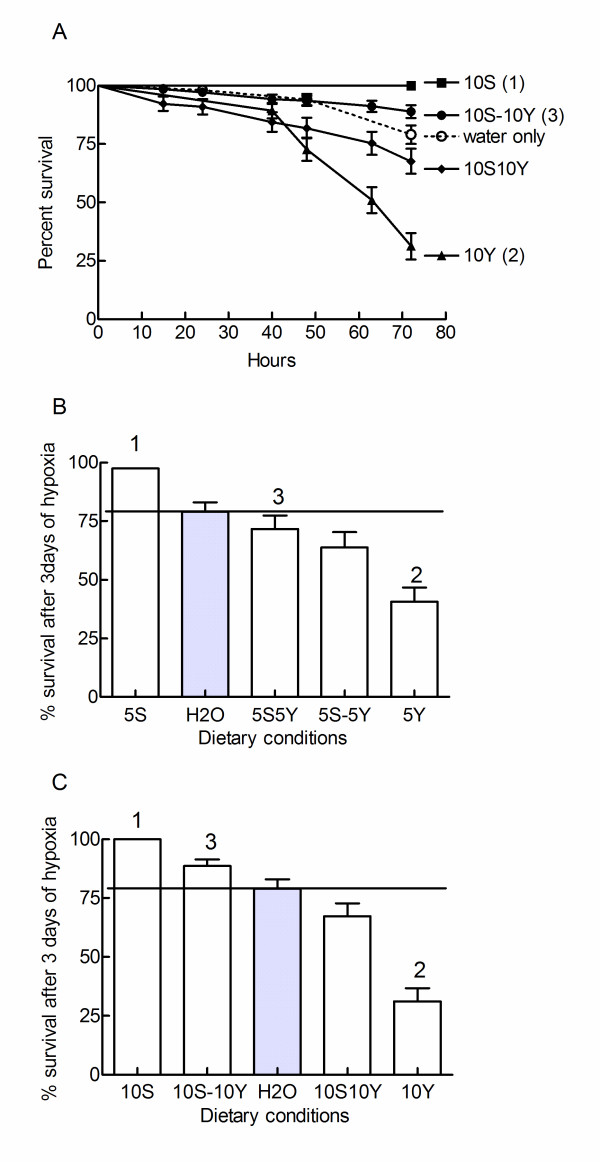 A
Percent survival
100
75
50
25
0
0 10 20 30 40 50 60 70 80
Hours
10S (1)
10S-10Y (3)
water only
10S10Y
10Y (2)
B
% survival after 3days of hypoxia
100
75
50
25
0
1
3
2
5S H2O 5S5Y 5S-5Y 5Y
Dietary conditions
C
% survival after 3 days of hypoxia
100
75
50
25
0
1
3
2
10S 10S-10Y H2O 10S10Y 10Y
Dietary conditions